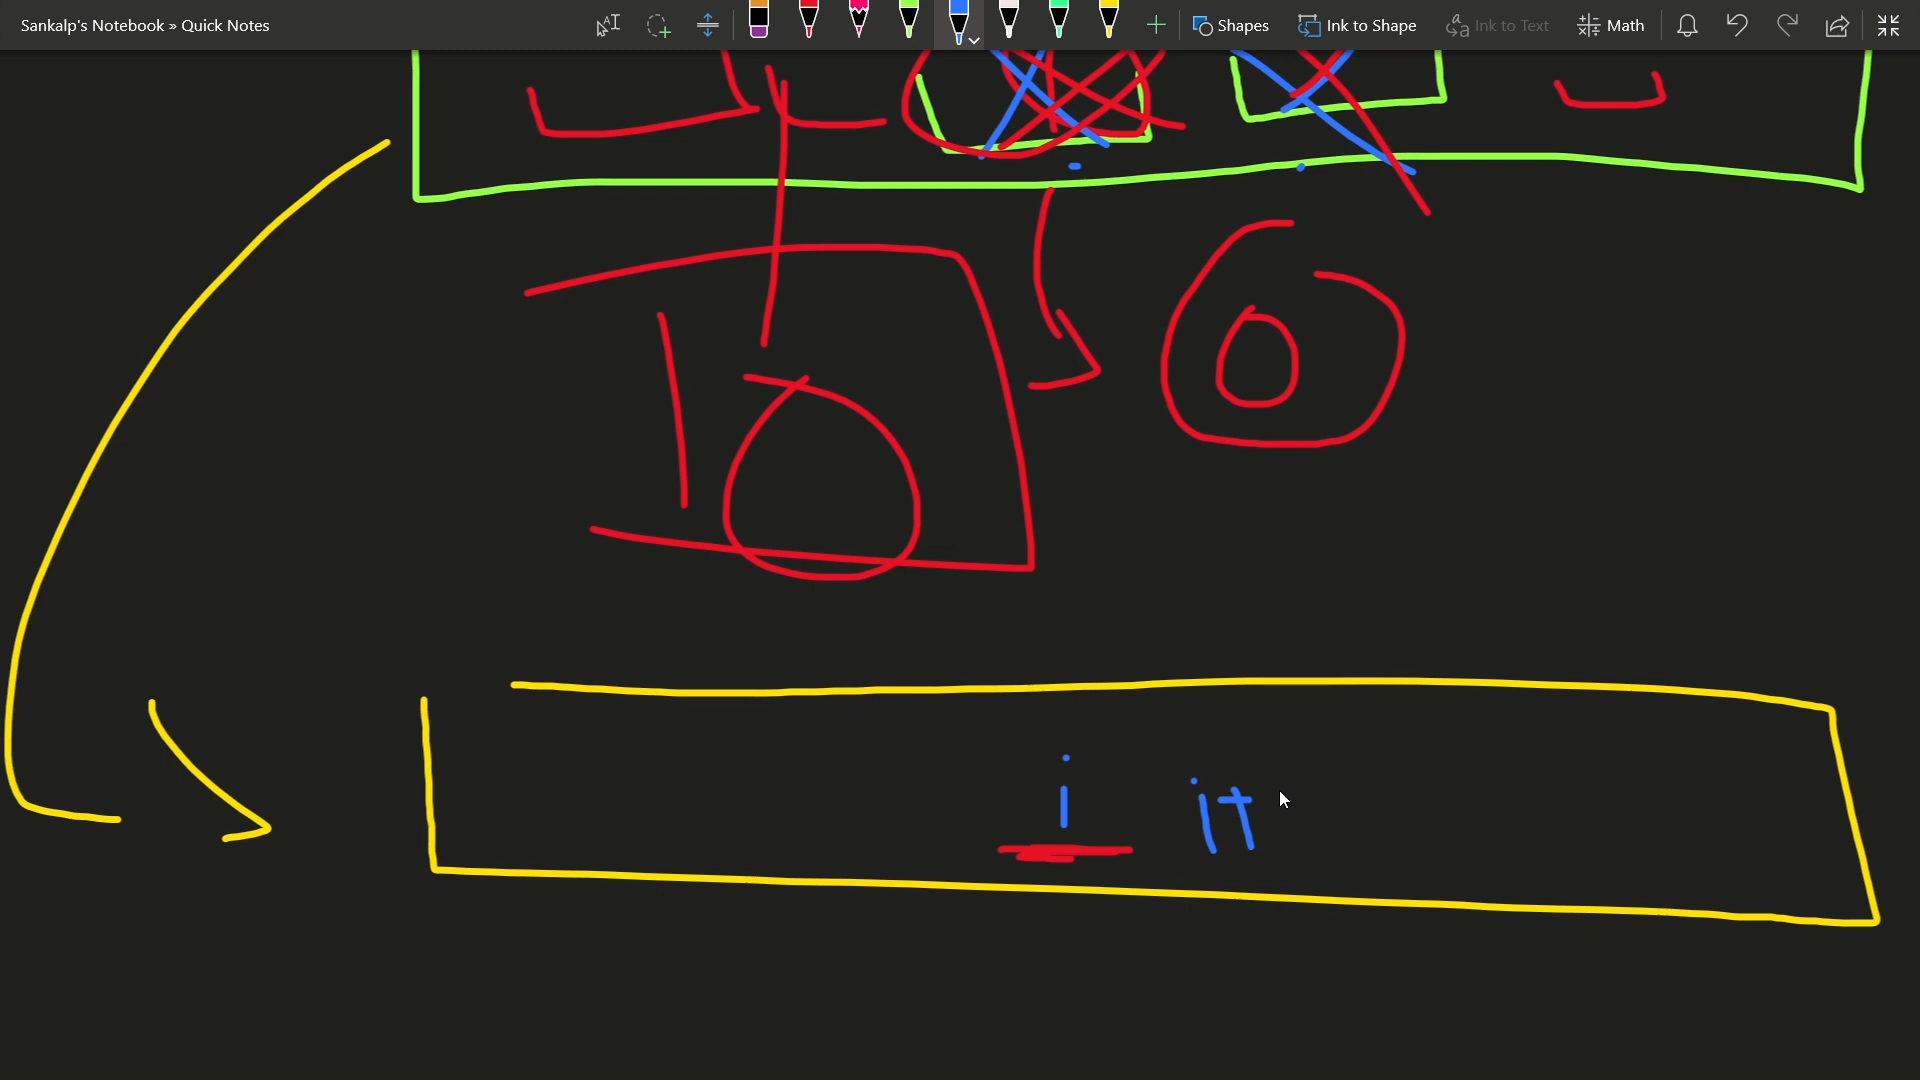 Sankalp's Notebook » Quick Notes Shapes Ink to Shape Ink to Text Math
i it